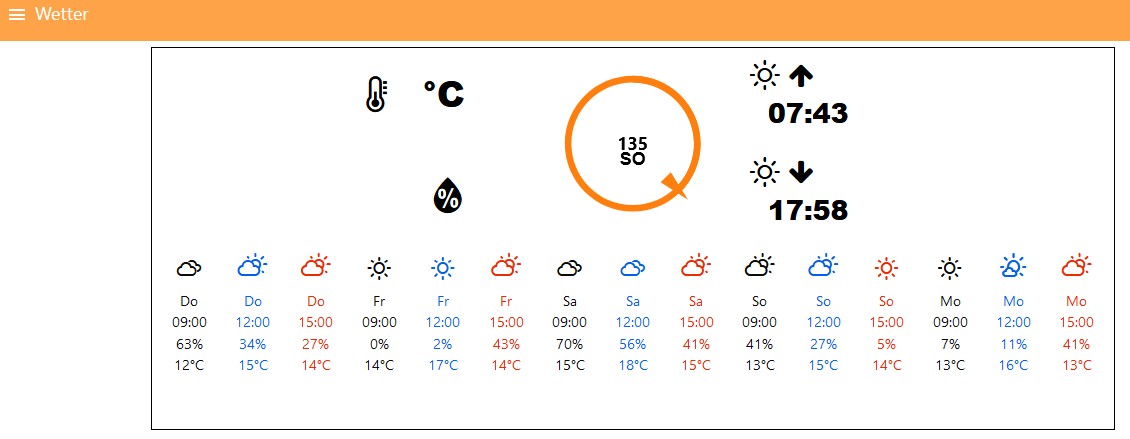 Wetter
°C
07:43
135
SO
%
17:58
Do Do Do Fr Fr Fr Sa Sa Sa So So So Mo Mo Mo
09:00 12:00 15:00 09:00 12:00 15:00 09:00 12:00 15:00 09:00 12:00 15:00 09:00 12:00 15:00
63% 34% 27% 0% 2% 43% 70% 56% 41% 41% 27% 5% 7% 11% 41%
12°C 15°C 14°C 14°C 17°C 14°C 15°C 18°C 15°C 13°C 15°C 14°C 13°C 16°C 13°C